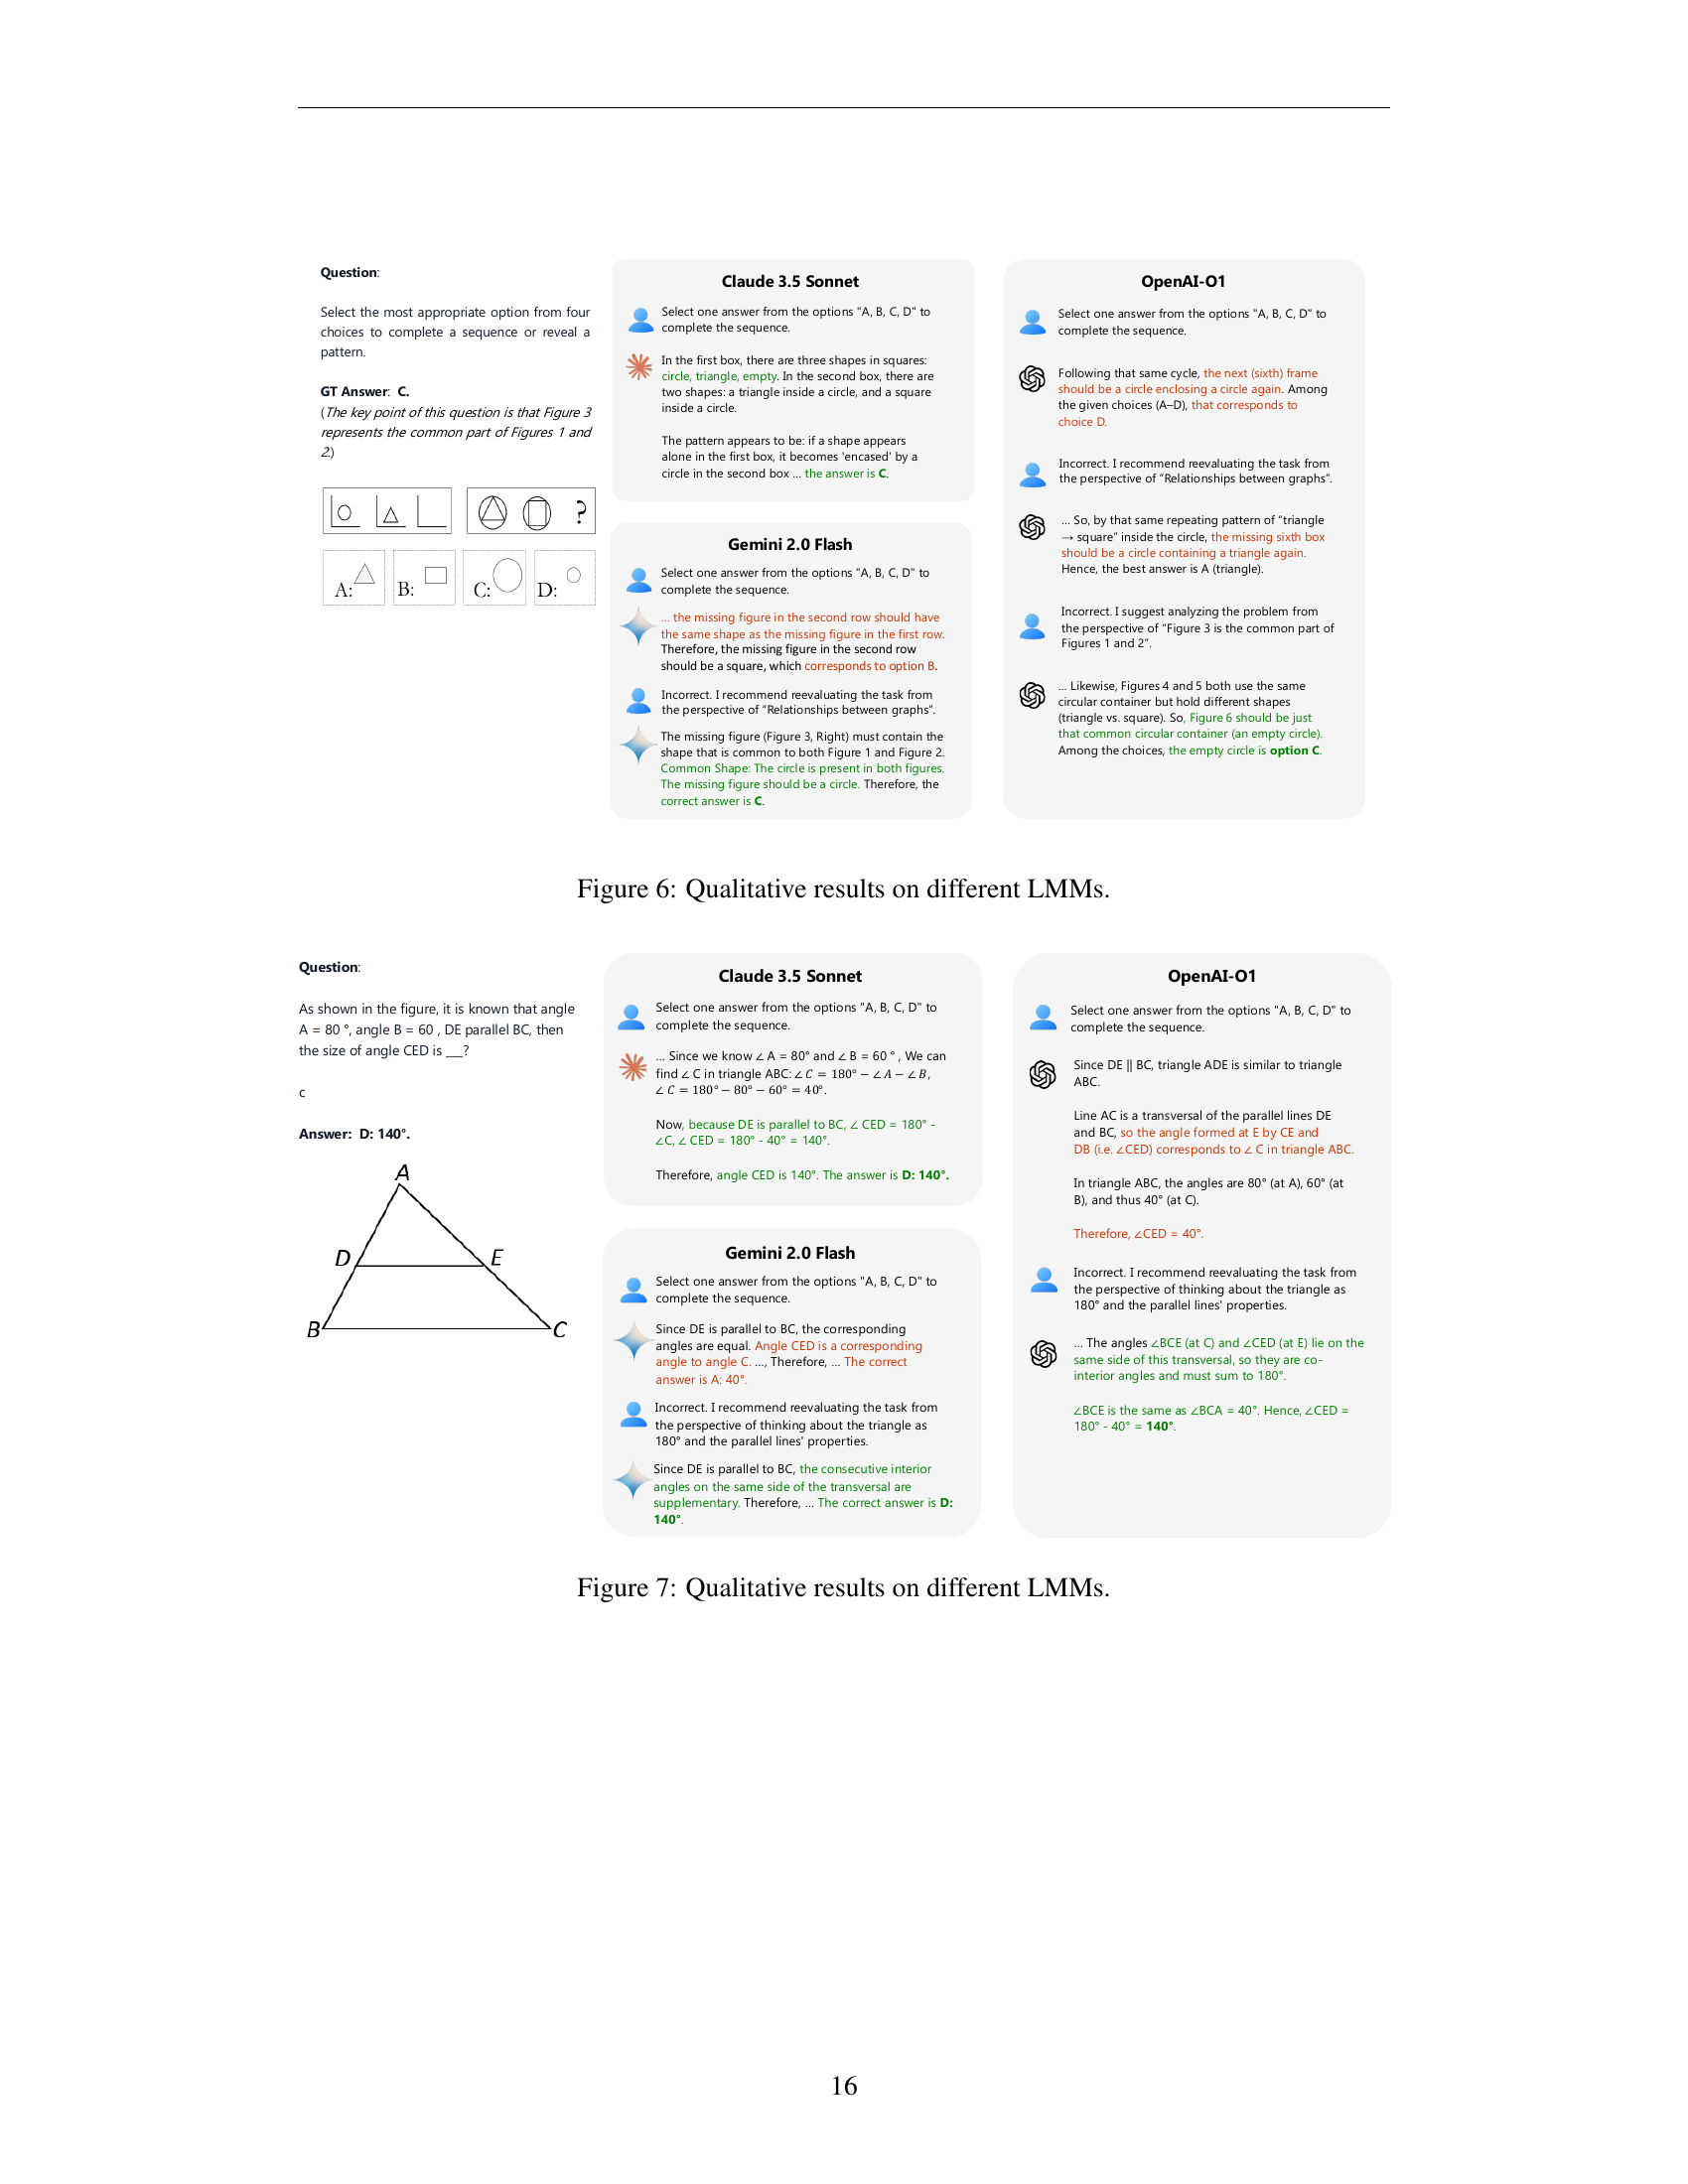 Question:
Select the most appropriate option from four
choices to complete a sequence or reveal a
pattern.
GT Answer: C.
(The key point of this question is that Figure 3
represents the common part of Figures 1 and
2.)
?
A: B: C: D:
Claude 3.5 Sonnet
Select one answer from the options "A, B, C, D" to
complete the sequence.
In the first box, there are three shapes in squares:
circle, triangle, empty. In the second box, there are
two shapes: a triangle inside a circle, and a square
inside a circle.
The pattern appears to be: if a shape appears
alone in the first box, it becomes 'encased' by a
circle in the second box ... the answer is C.
Gemini 2.0 Flash
Select one answer from the options "A, B, C, D" to
complete the sequence.
... the missing figure in the second row should have
the same shape as the missing figure in the first row.
Therefore, the missing figure in the second row
should be a square, which corresponds to option B.
Incorrect. I recommend reevaluating the task from
the perspective of "Relationships between graphs".
The missing figure (Figure 3, Right) must contain the
shape that is common to both Figure 1 and Figure 2.
Common Shape: The circle is present in both figures.
The missing figure should be a circle. Therefore, the
correct answer is C.
OpenAI-O1
Select one answer from the options "A, B, C, D" to
complete the sequence.
Following that same cycle, the next (sixth) frame
should be a circle enclosing a circle again. Among
the given choices (A–D), that corresponds to
choice D.
Incorrect. I recommend reevaluating the task from
the perspective of "Relationships between graphs".
... So, by that same repeating pattern of "triangle
→ square" inside the circle, the missing sixth box
should be a circle containing a triangle again.
Hence, the best answer is A (triangle).
Incorrect. I suggest analyzing the problem from
the perspective of "Figure 3 is the common part of
Figures 1 and 2".
... Likewise, Figures 4 and 5 both use the same
circular container but hold different shapes
(triangle vs. square). So, Figure 6 should be just
that common circular container (an empty circle).
Among the choices, the empty circle is option C.
Figure 6: Qualitative results on different LMMs.
Question:
As shown in the figure, it is known that angle
A = 80 °, angle B = 60 , DE parallel BC, then
the size of angle CED is ___?
c
Answer: D: 140°.
A
D E
B C
Claude 3.5 Sonnet
Select one answer from the options "A, B, C, D" to
complete the sequence.
... Since we know ∠ A = 80° and ∠ B = 60 ° , We can
find ∠ C in triangle ABC: ∠ C = 180° − ∠ A − ∠ B,
∠ C = 180° − 80° − 60° = 40°.
Now, because DE is parallel to BC, ∠ CED = 180° -
∠C, ∠ CED = 180° - 40° = 140°.
Therefore, angle CED is 140°. The answer is D: 140°.
Gemini 2.0 Flash
Select one answer from the options "A, B, C, D" to
complete the sequence.
Since DE is parallel to BC, the corresponding
angles are equal. Angle CED is a corresponding
angle to angle C. ..., Therefore, ... The correct
answer is A: 40°.
Incorrect. I recommend reevaluating the task from
the perspective of thinking about the triangle as
180° and the parallel lines' properties.
Since DE is parallel to BC, the consecutive interior
angles on the same side of the transversal are
supplementary. Therefore, ... The correct answer is D:
140°.
OpenAI-O1
Select one answer from the options "A, B, C, D" to
complete the sequence.
Since DE || BC, triangle ADE is similar to triangle
ABC.
Line AC is a transversal of the parallel lines DE
and BC, so the angle formed at E by CE and
DB (i.e. ∠CED) corresponds to ∠ C in triangle ABC.
In triangle ABC, the angles are 80° (at A), 60° (at
B), and thus 40° (at C).
Therefore, ∠CED = 40°.
Incorrect. I recommend reevaluating the task from
the perspective of thinking about the triangle as
180° and the parallel lines' properties.
... The angles ∠BCE (at C) and ∠CED (at E) lie on the
same side of this transversal, so they are co-
interior angles and must sum to 180°.
∠BCE is the same as ∠BCA = 40°. Hence, ∠CED =
180° - 40° = 140°.
Figure 7: Qualitative results on different LMMs.
16